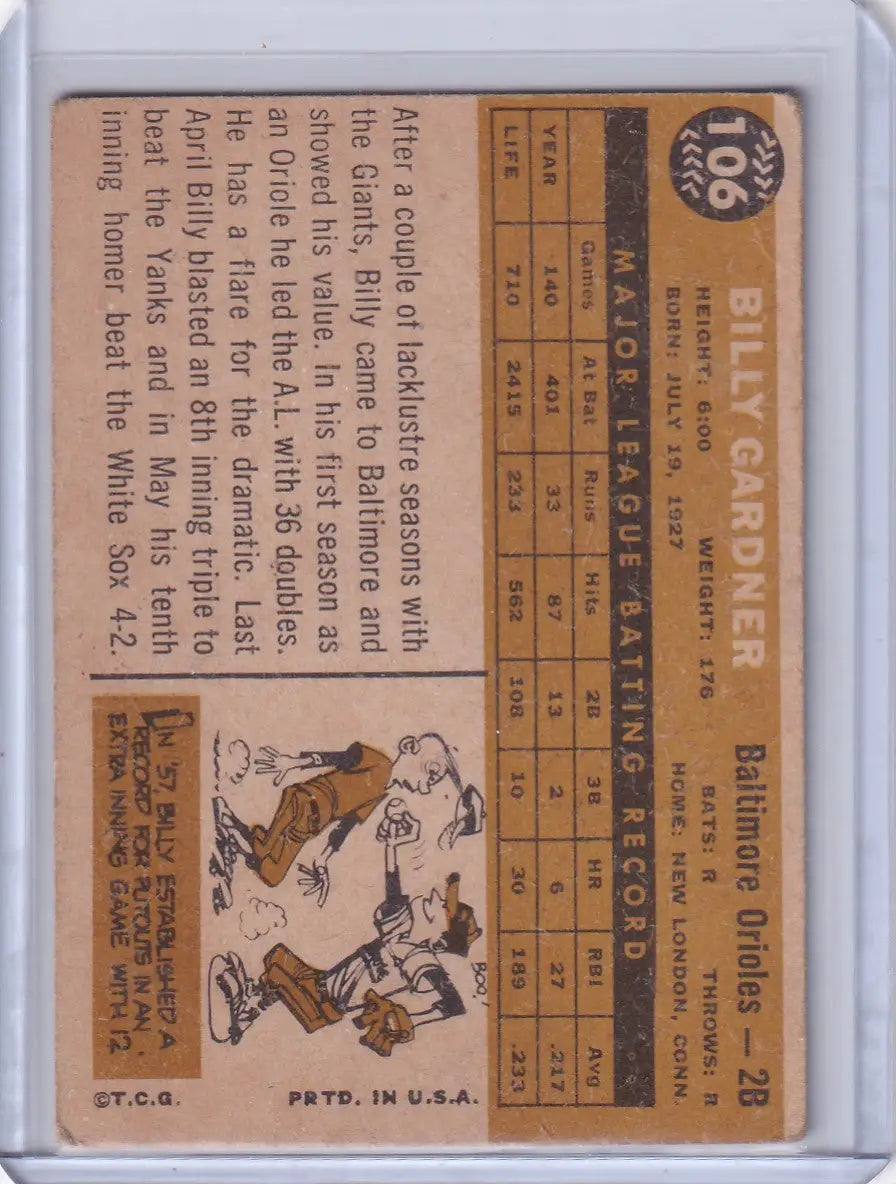 106
BILLY GARDNER
Baltimore Orioles — 2B
HEIGHT: 6:00 WEIGHT: 176 BATS: R THROWS: R
BORN: JULY 19, 1927 HOME: NEW LONDON, CONN.
MAJOR LEAGUE BATTING RECORD
Games At Bat Runs Hits 2B 3B HR RBI Avg.
YEAR 140 401 33 87 13 2 6 27 .217
LIFE 710 2415 233 562 108 10 30 189 .233
After a couple of lacklustre seasons with
the Giants, Billy came to Baltimore and
showed his value. In his first season as
an Oriole he led the A.L. with 36 doubles.
He has a flare for the dramatic. Last
April Billy blasted an 8th inning triple to
beat the Yanks and in May his tenth
inning homer beat the White Sox 4-2.
BOO!
IN '57, BILLY ESTABLISHED A
RECORD FOR PUTOUTS IN AN
EXTRA INNING GAME WITH 12
©T.C.G. PRTD. IN U.S.A.